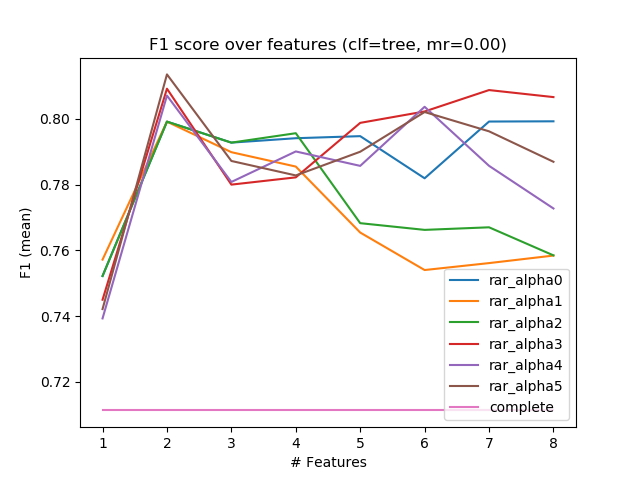 F1 score over features (clf=tree, mr=0.00)
F1 (mean)
0.80
0.78
0.76
0.74
0.72
rar_alpha0
rar_alpha1
rar_alpha2
rar_alpha3
rar_alpha4
rar_alpha5
complete
1 2 3 4 5 6 7 8
# Features